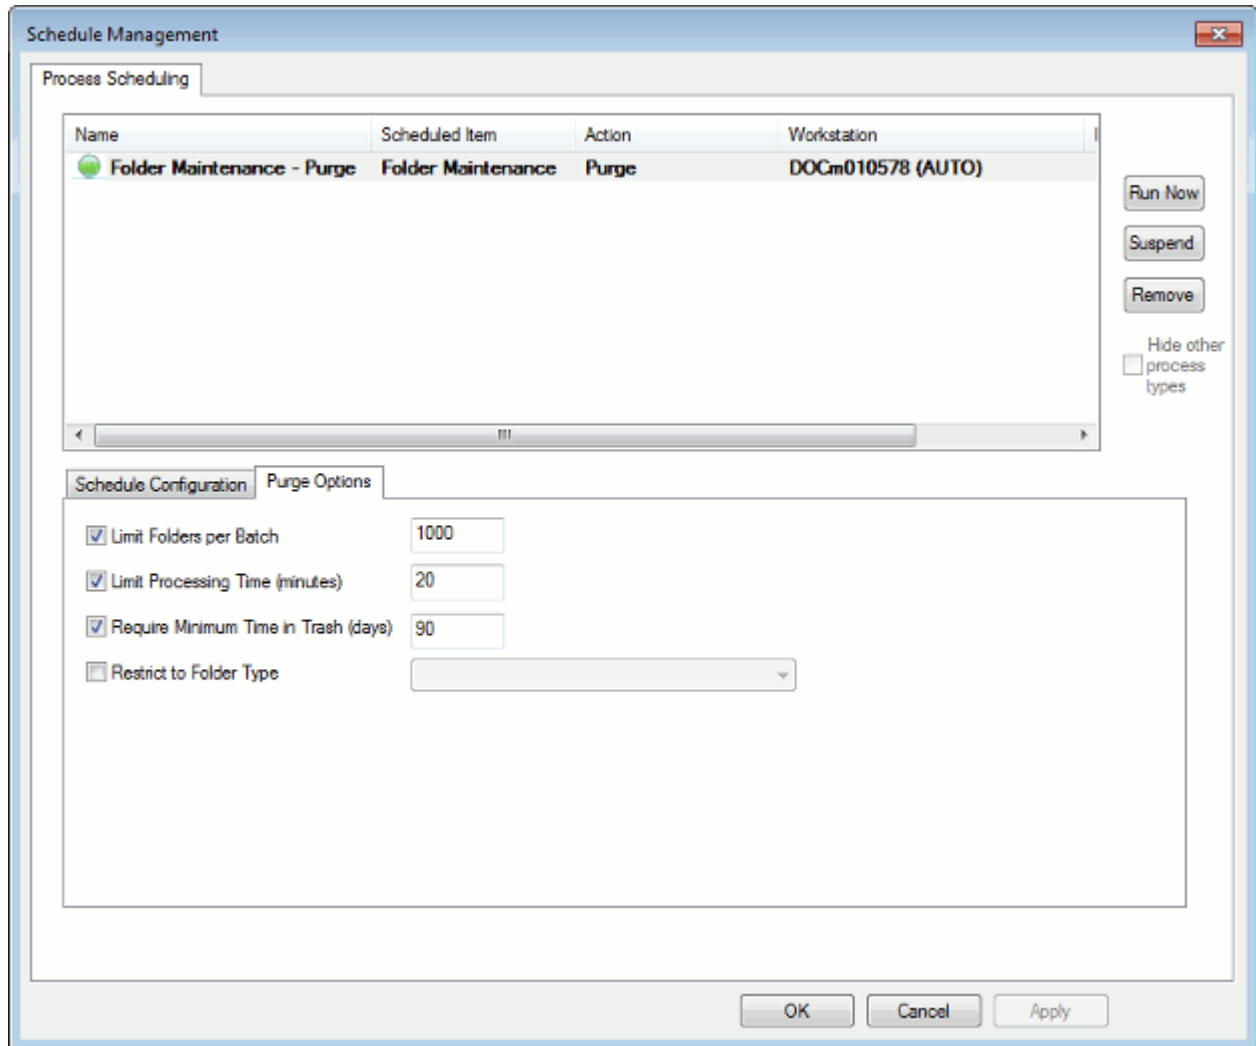 Schedule Management
Process Scheduling
Name Scheduled Item Action Workstation
Folder Maintenance - Purge Folder Maintenance Purge DOCm010578 (AUTO)
Run Now
Suspend
Remove
Hide other
process
types
Schedule Configuration Purge Options
Limit Folders per Batch 1000
Limit Processing Time (minutes) 20
Require Minimum Time in Trash (days) 90
Restrict to Folder Type
OK Cancel Apply